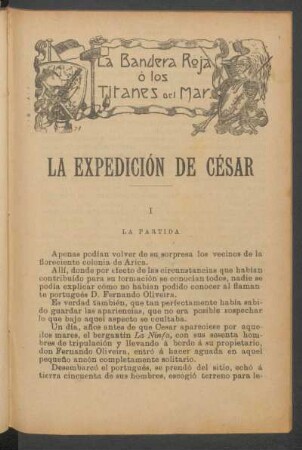 La Bandera Roja
ó los
Titanes del Mar
LA EXPEDICIÓN DE CÉSAR
I
LA PARTIDA
Apenas podían volver de su sorpresa los vecinos de la
floreciente colonia de Arica.
Allí, donde por efecto de las circunstancias que habían
contribuído para su formación se conocían todos, nadie se
podía explicar cómo no habían podido conocer al flaman-
te portugués D. Fernando Oliveira.
Es verdad también, que tan perfectamente había sabi-
do guardar las apariencias, que no era posible sospechar
lo que bajo aquel aspecto se ocultaba.
Un día, años antes de que César apareciese por aque-
llos mares, el bergantín La Ninfa, con sus sesenta hom-
bres de tripulación y llevando á bordo á su propietario,
don Fernando Oliveira, entró á hacer aguada en aquel
pequeño ancón completamente solitario.
Desembarcó el portugués, se prendó del sitio, echó á
tierra cincuenta de sus hombres, escogió terreno para le-